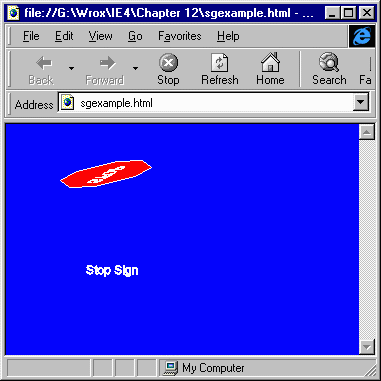 file://G:\Wrox\IE4\Chapter 12\sgexample.html - ...
File Edit View Go Favorites Help
Back Forward Stop Refresh Home Search Fa
Address sgexample.html
Stop Sign
My Computer